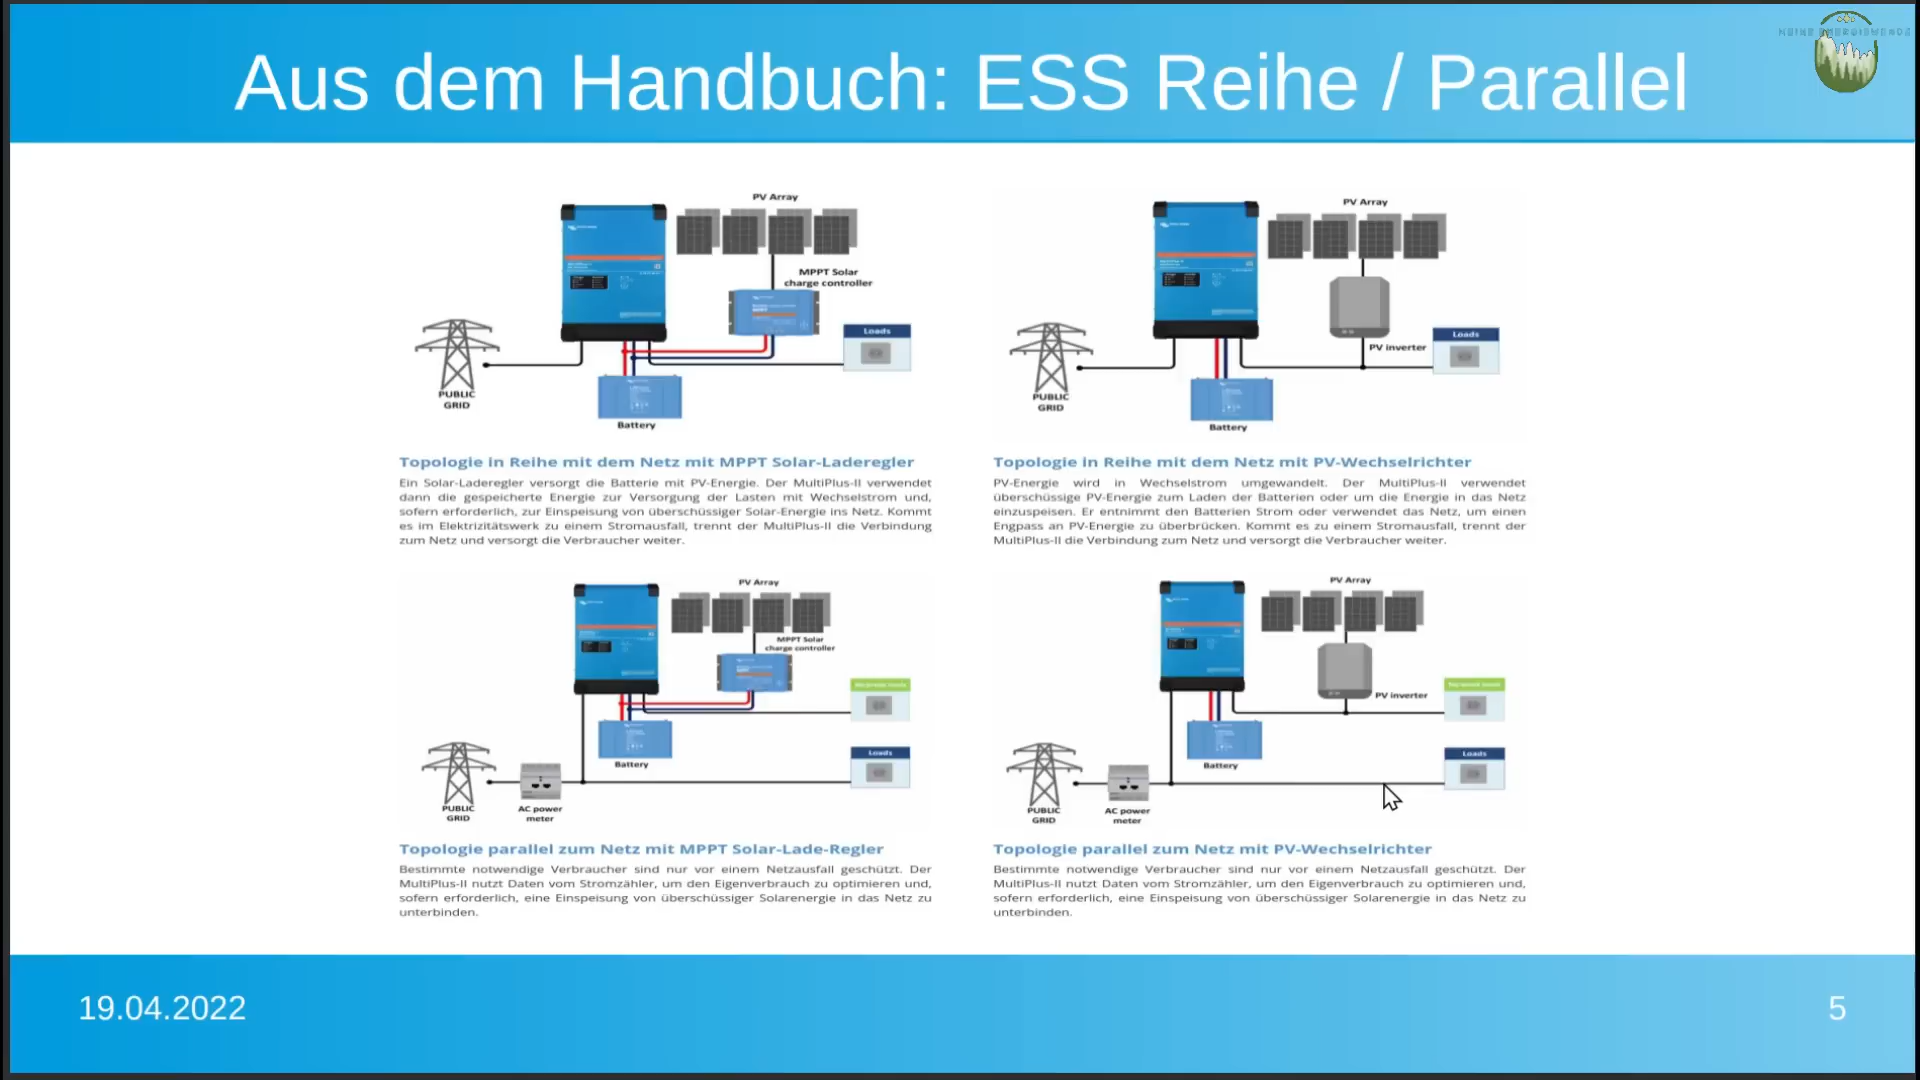 Aus dem Handbuch: ESS Reihe / Parallel
MEINE ENERGIEWENDE
PV Array
MPPT Solar
charge controller
Loads
PUBLIC
GRID
Battery
Topologie in Reihe mit dem Netz mit MPPT Solar-Laderegler
Ein Solar-Laderegler versorgt die Batterie mit PV-Energie. Der MultiPlus-II verwendet
dann die gespeicherte Energie zur Versorgung der Lasten mit Wechselstrom und,
sofern erforderlich, zur Einspeisung von überschüssiger Solar-Energie ins Netz. Kommt
es im Elektrizitätswerk zu einem Stromausfall, trennt der MultiPlus-II die Verbindung
zum Netz und versorgt die Verbraucher weiter.
PV Array
PV inverter
Loads
PUBLIC
GRID
Battery
Topologie in Reihe mit dem Netz mit PV-Wechselrichter
PV-Energie wird in Wechselstrom umgewandelt. Der MultiPlus-II verwendet
überschüssige PV-Energie zum Laden der Batterien oder um die Energie in das Netz
einzuspeisen. Er entnimmt den Batterien Strom oder verwendet das Netz, um einen
Engpass an PV-Energie zu überbrücken. Kommt es zu einem Stromausfall, trennt der
MultiPlus-II die Verbindung zum Netz und versorgt die Verbraucher weiter.
PV Array
MPPT Solar
charge controller
Battery
Loads
PUBLIC
GRID
AC power
meter
Topologie parallel zum Netz mit MPPT Solar-Lade-Regler
Bestimmte notwendige Verbraucher sind nur vor einem Netzausfall geschützt. Der
MultiPlus-II nutzt Daten vom Stromzähler, um den Eigenverbrauch zu optimieren und,
sofern erforderlich, eine Einspeisung von überschüssiger Solarenergie in das Netz zu
unterbinden.
PV Array
PV inverter
Battery
Loads
PUBLIC
GRID
AC power
meter
Topologie parallel zum Netz mit PV-Wechselrichter
Bestimmte notwendige Verbraucher sind nur vor einem Netzausfall geschützt. Der
MultiPlus-II nutzt Daten vom Stromzähler, um den Eigenverbrauch zu optimieren und,
sofern erforderlich, eine Einspeisung von überschüssiger Solarenergie in das Netz zu
unterbinden.
19.04.2022
5